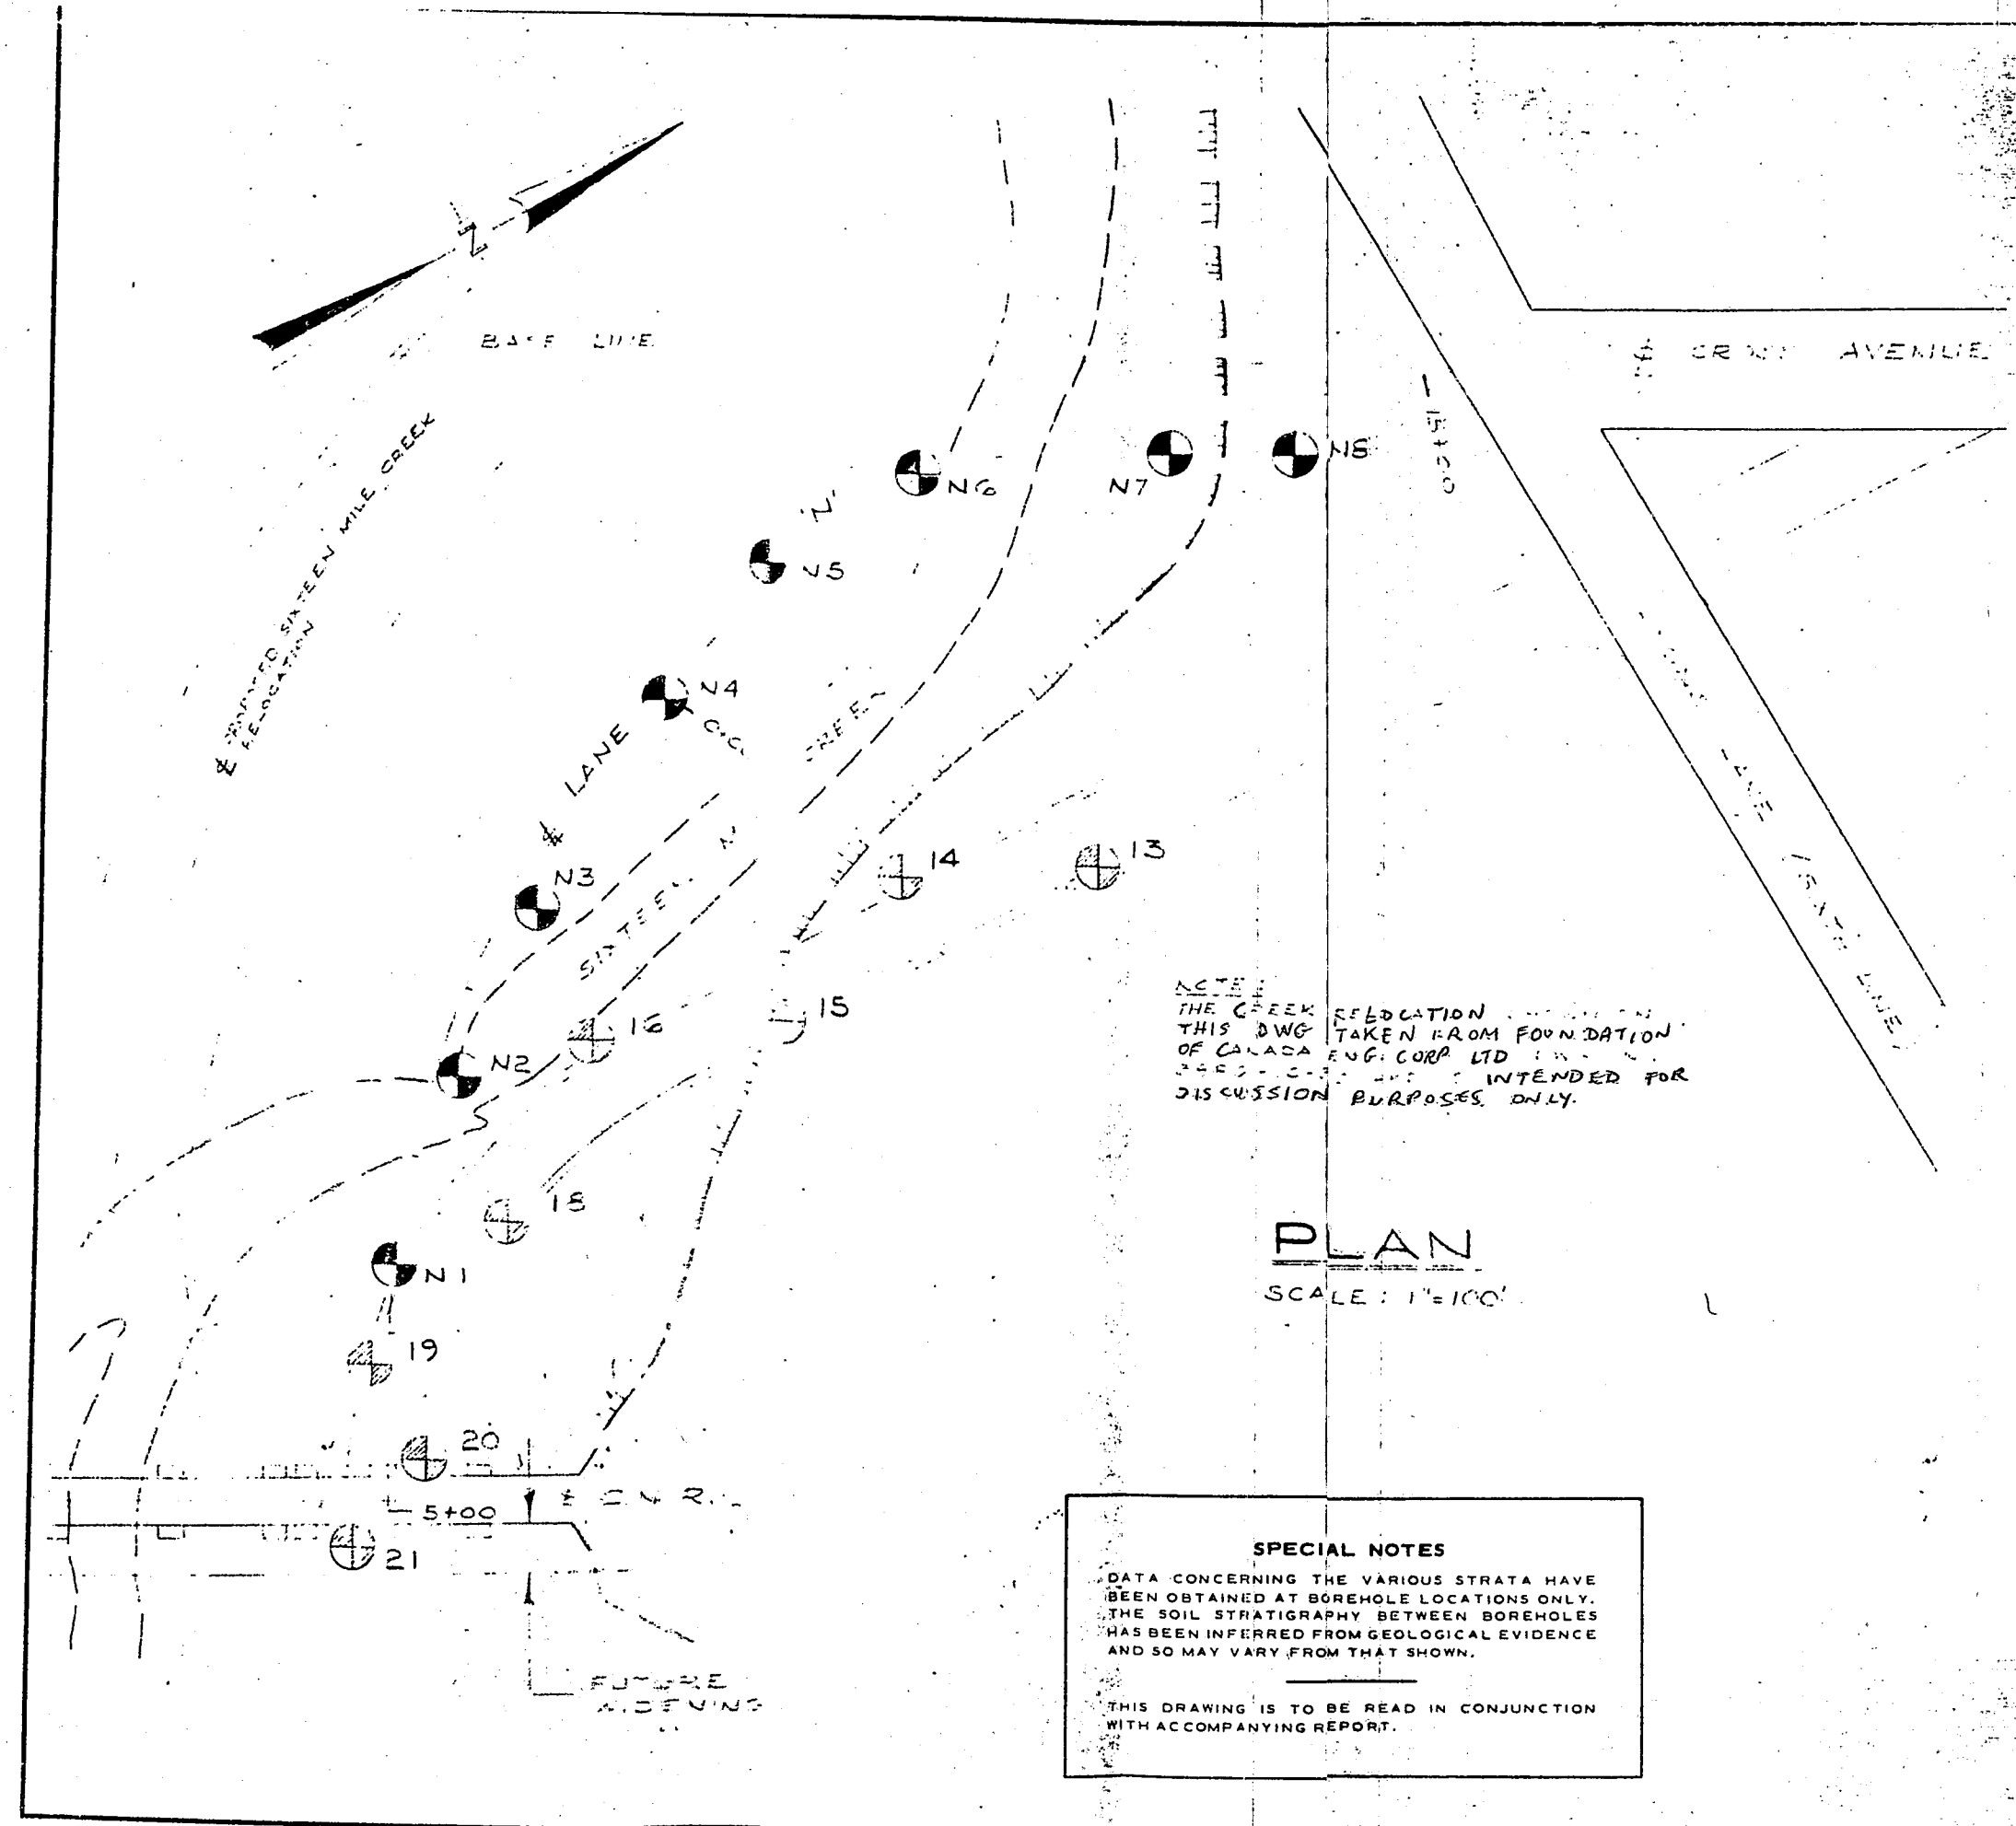 N
BASE LINE
SIXTEEN MILE CREEK
RELOCATION
AVENUE
15+00
N8
N7
N6
N5
N4
LANE
N3
SIXTEEN
14
13
15
16
N2
18
N1
19
20
5+00
21
LINE
THE CREEK RELOCATION
THIS DWG TAKEN FROM FOUNDATION
OF CANADA ENG. CORP. LTD
INTENDED FOR
DISCUSSION PURPOSES ONLY.
PLAN
SCALE: 1"=100'
FUTURE
WIDENING
SPECIAL NOTES
DATA CONCERNING THE VARIOUS STRATA HAVE
BEEN OBTAINED AT BOREHOLE LOCATIONS ONLY.
THE SOIL STRATIGRAPHY BETWEEN BOREHOLES
HAS BEEN INFERRED FROM GEOLOGICAL EVIDENCE
AND SO MAY VARY FROM THAT SHOWN.
THIS DRAWING IS TO BE READ IN CONJUNCTION
WITH ACCOMPANYING REPORT.